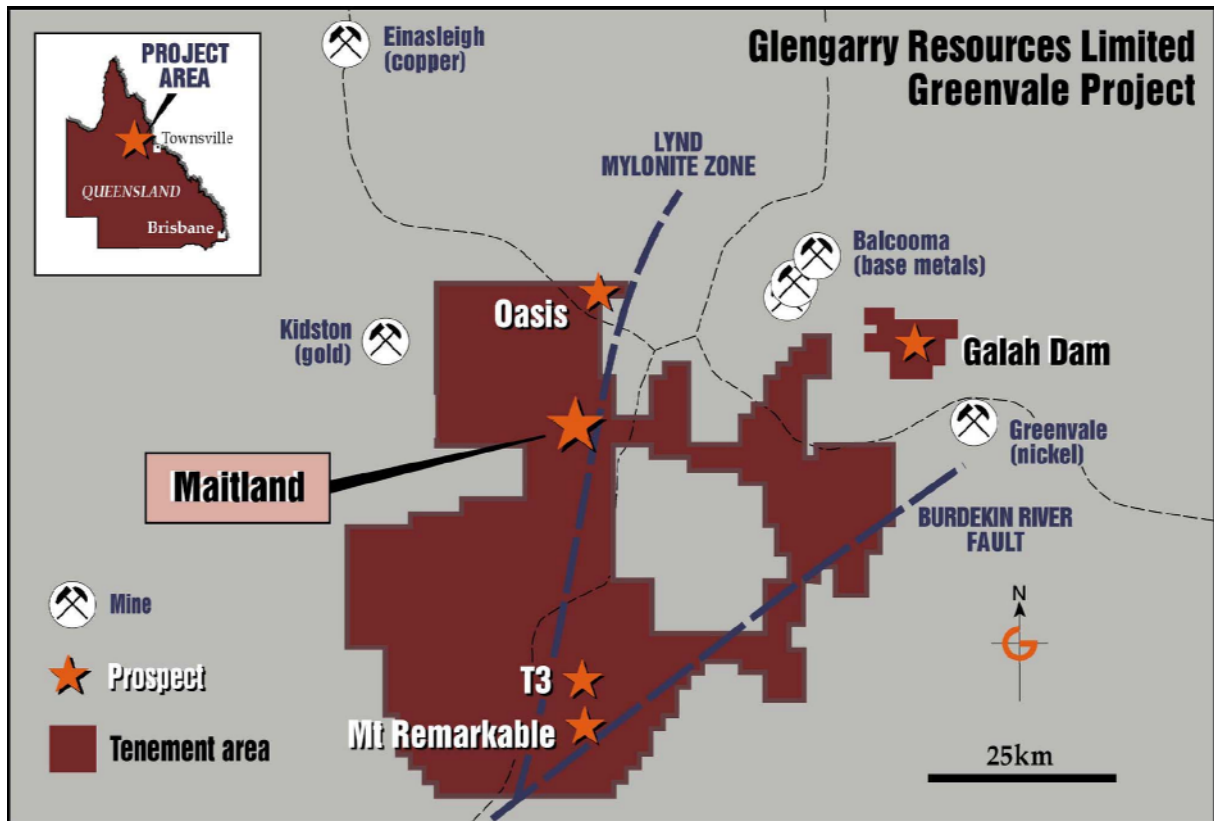 Glengarry Resources Limited
Greenvale Project
PROJECT
AREA
Townsville
QUEENSLAND
Brisbane
Einasleigh
(copper)
LYND
MYLONITE ZONE
Balcooma
(base metals)
Oasis
Kidston
(gold)
Galah Dam
Greenvale
(nickel)
Maitland
BURDEKIN RIVER
FAULT
N
G
Mine
Prospect
Tenement area
T3
Mt Remarkable
25km